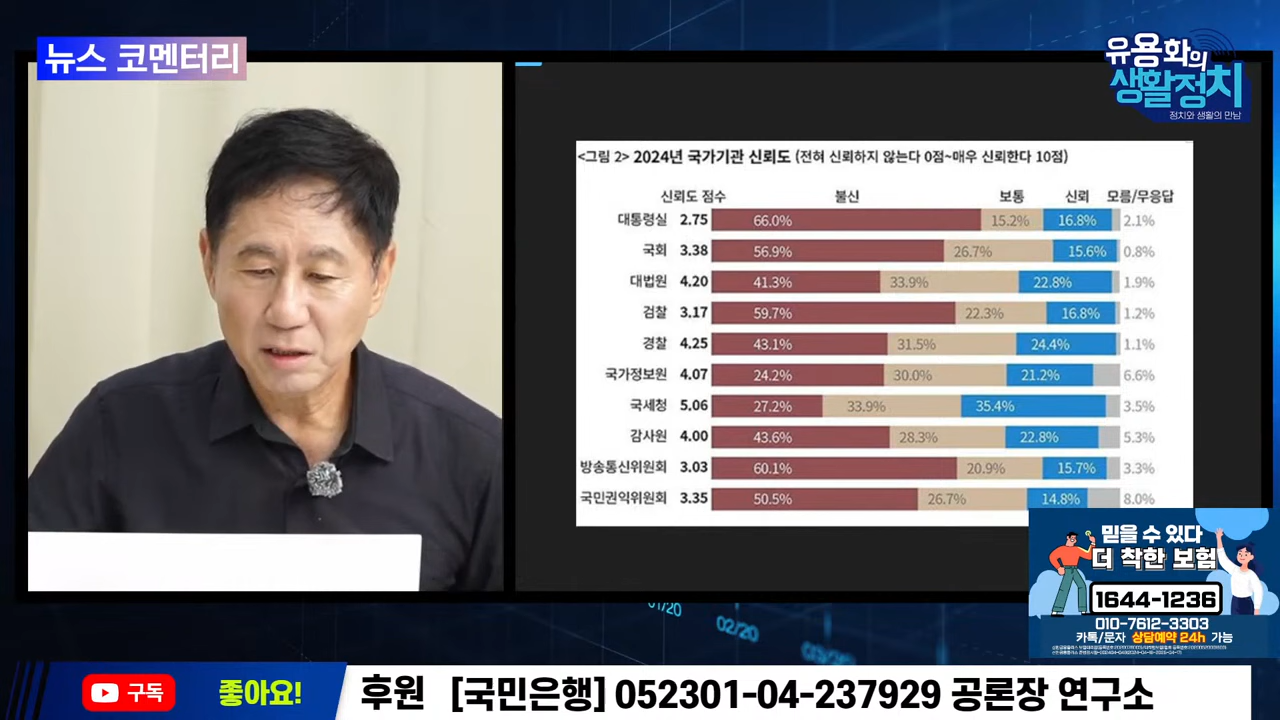 뉴스 코멘터리
유용화의
생활정치
정치와 생활의 만남
<그림 2> 2024년 국가기관 신뢰도 (전혀 신뢰하지 않는다 0점~매우 신뢰한다 10점)
신뢰도 점수 불신 보통 신뢰 모름/무응답
대통령실 2.75 66.0% 15.2% 16.8% 2.1%
국회 3.38 56.9% 26.7% 15.6% 0.8%
대법원 4.20 41.3% 33.9% 22.8% 1.9%
검찰 3.17 59.7% 22.3% 16.8% 1.2%
경찰 4.25 43.1% 31.5% 24.4% 1.1%
국가정보원 4.07 24.2% 30.0% 21.2% 6.6%
국세청 5.06 27.2% 33.9% 35.4% 3.5%
감사원 4.00 43.6% 28.3% 22.8% 5.3%
방송통신위원회 3.03 60.1% 20.9% 15.7% 3.3%
국민권익위원회 3.35 50.5% 26.7% 14.8% 8.0%
믿을 수 있다
더 착한 보험
1644-1236
010-7612-3303
카톡/문자 상담예약 24h 가능
01/20
02/20
구독
좋아요!
후원 [국민은행] 052301-04-237929 공론장 연구소